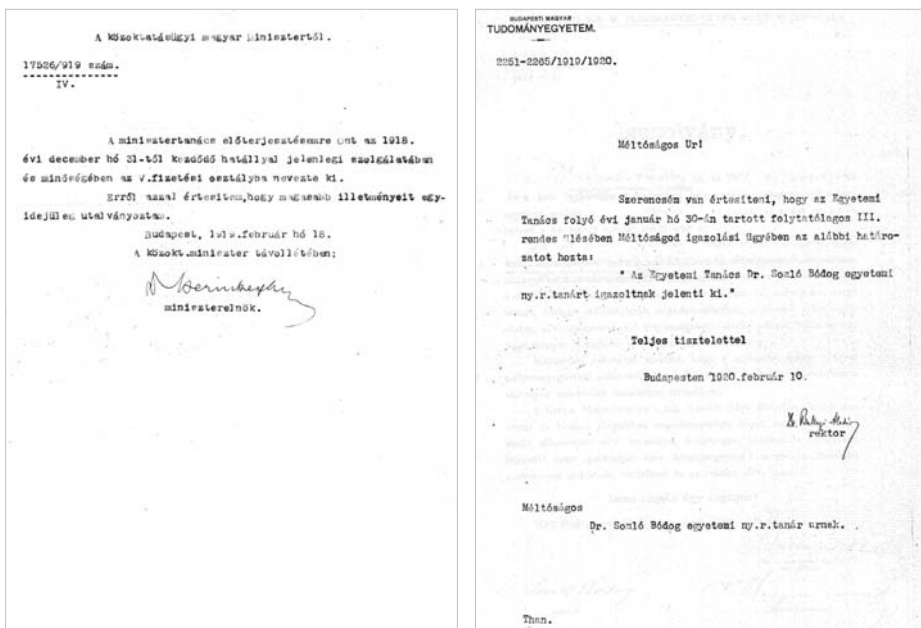 A közoktatásügyi magyar Minisztertől.
17526/919 szám.
IV.
A minisztertanács előterjesztésemre Önt az 1918.
évi december hó 31-től kezdődő hatállyal jelenlegi szolgálatában
és minőségében az V.fizetési osztályba nevezte ki.
Erről azzal értesitem,hogy magasabb illetményeit egy-
idejüleg utalványoztam.
Budapest, 1919.február hó 18.
A közokt.miniszter távollétében;
miniszterelnök.
BUDAPESTI MAGYAR
TUDOMÁNYEGYETEM.
2251-2265/1919/1920.
Méltóságos Ur!
Szerencsém van értesiteni, hogy az Egyetemi
Tanács folyó évi január hó 30-án tartott folytatólagos III.
rendes ülésében Méltóságod igazolási ügyében az alábbi határo-
zatot hozta:
" Az Egyetemi Tanács Dr. Somló Bódog egyetemi
ny.r.tanárt igazoltnak jelenti ki."
Teljes tisztelettel
Budapesten 1920.február 10.
rektor
Méltóságos
Dr. Somló Bódog egyetemi ny.r.tanár urnak.
Than.